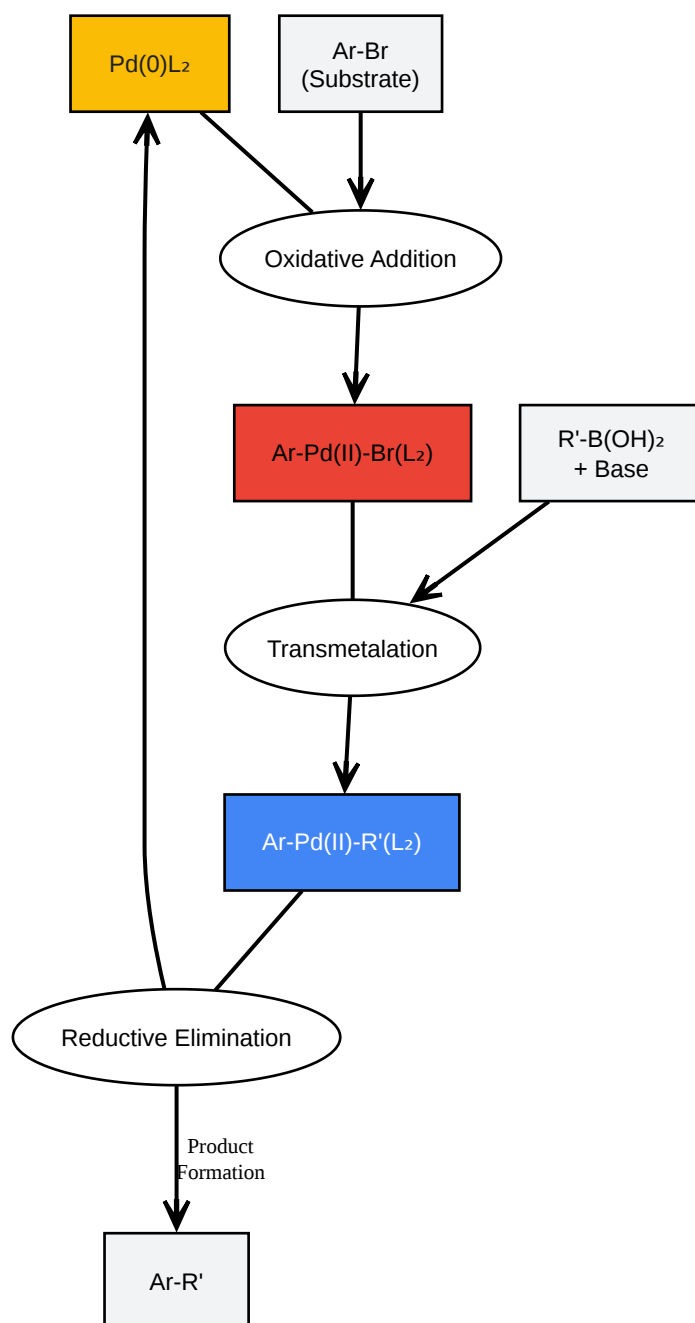 Pd(0)L₂
Ar-Br
(Substrate)
Oxidative Addition
Ar-Pd(II)-Br(L₂)
R'-B(OH)₂
+ Base
Transmetalation
Ar-Pd(II)-R'(L₂)
Reductive Elimination
Product
Formation
Ar-R'